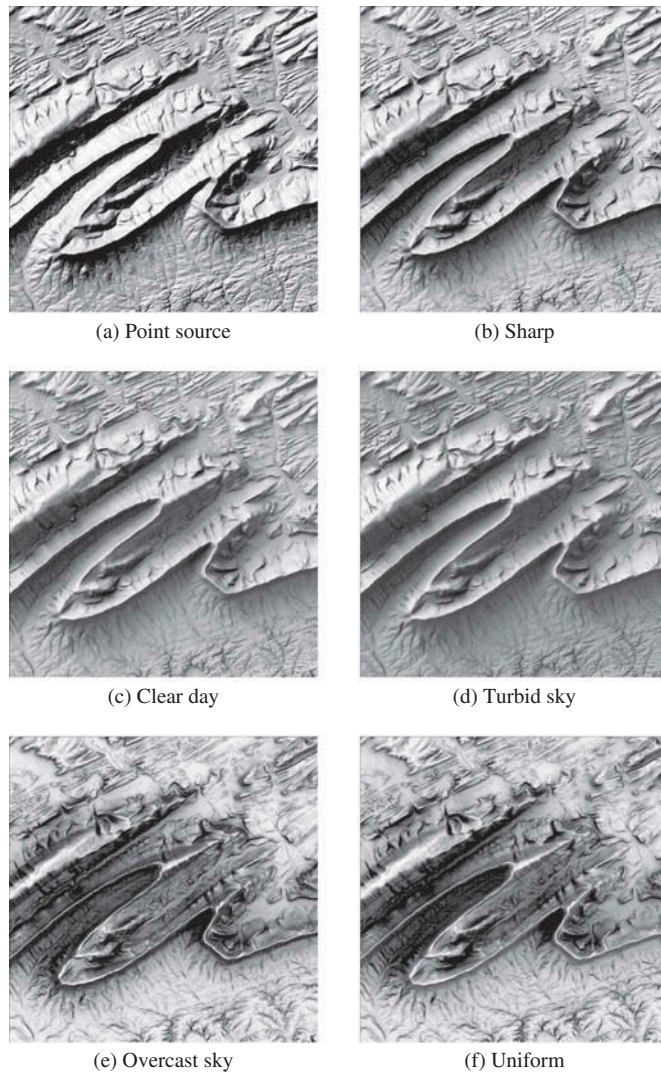 (a) Point source
(b) Sharp
(c) Clear day
(d) Turbid sky
(e) Overcast sky
(f) Uniform